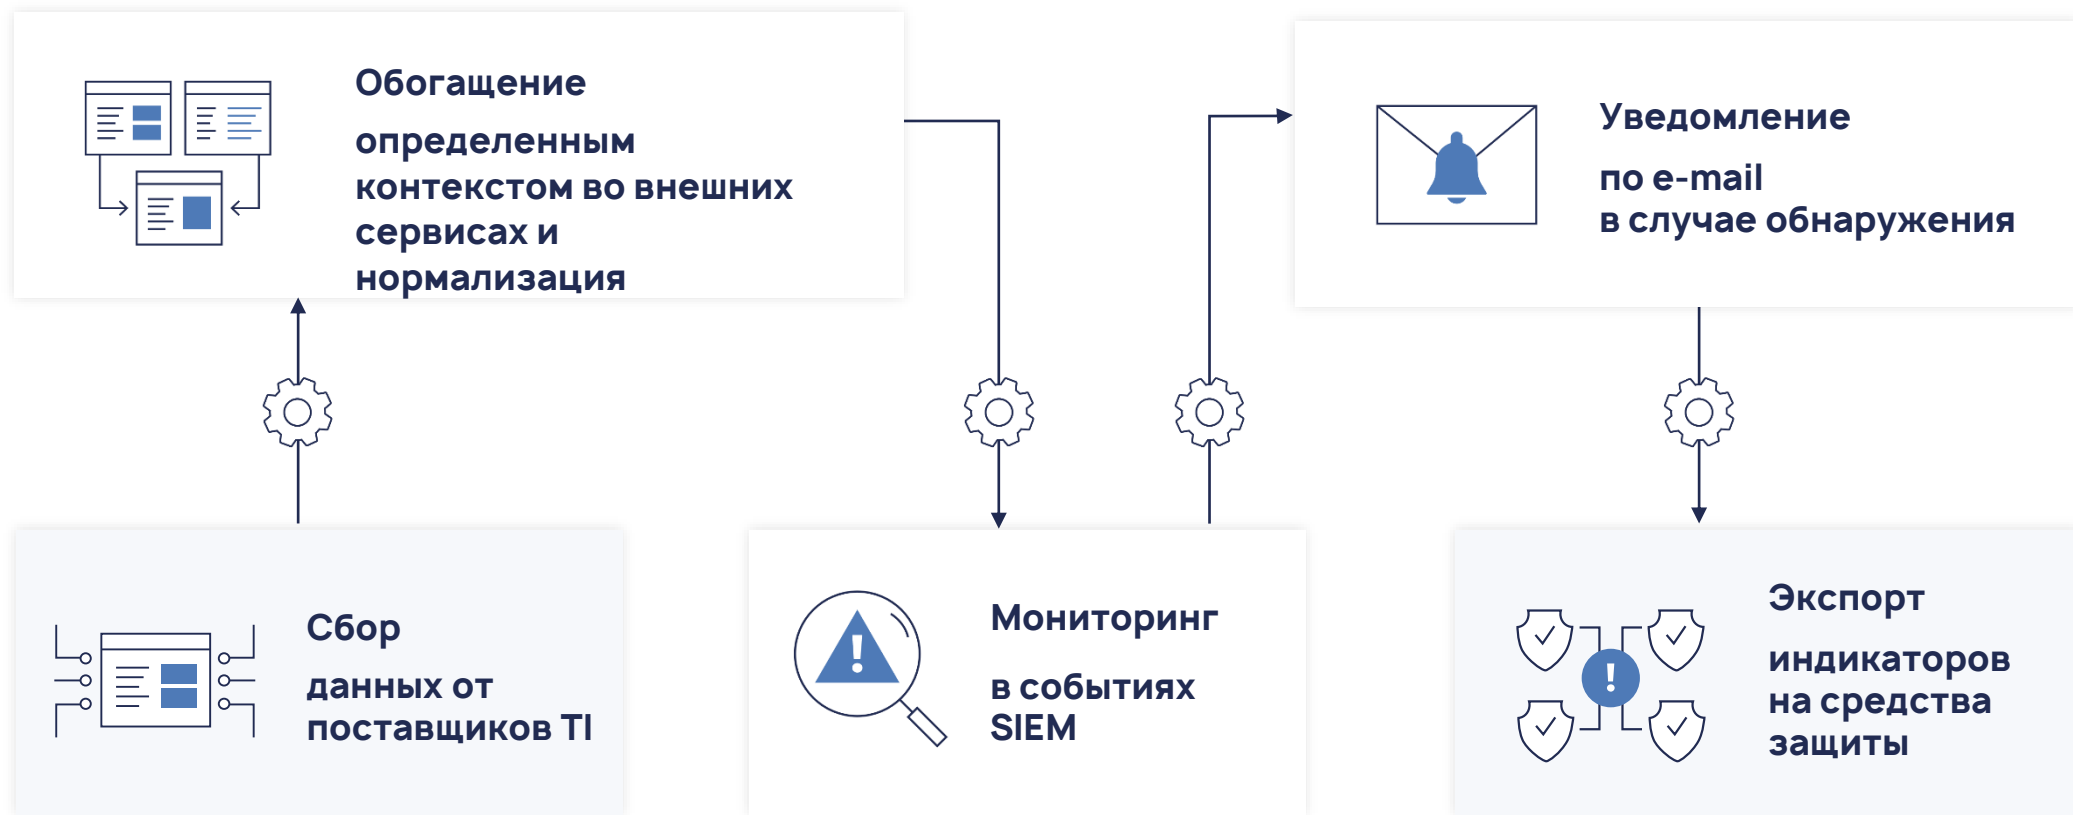 Обогащение
определенным
контекстом во внешних
сервисах и
нормализация
Уведомление
по e-mail
в случае обнаружения
Сбор
данных от
поставщиков TI
Мониторинг
в событиях
SIEM
Экспорт
индикаторов
на средства
защиты